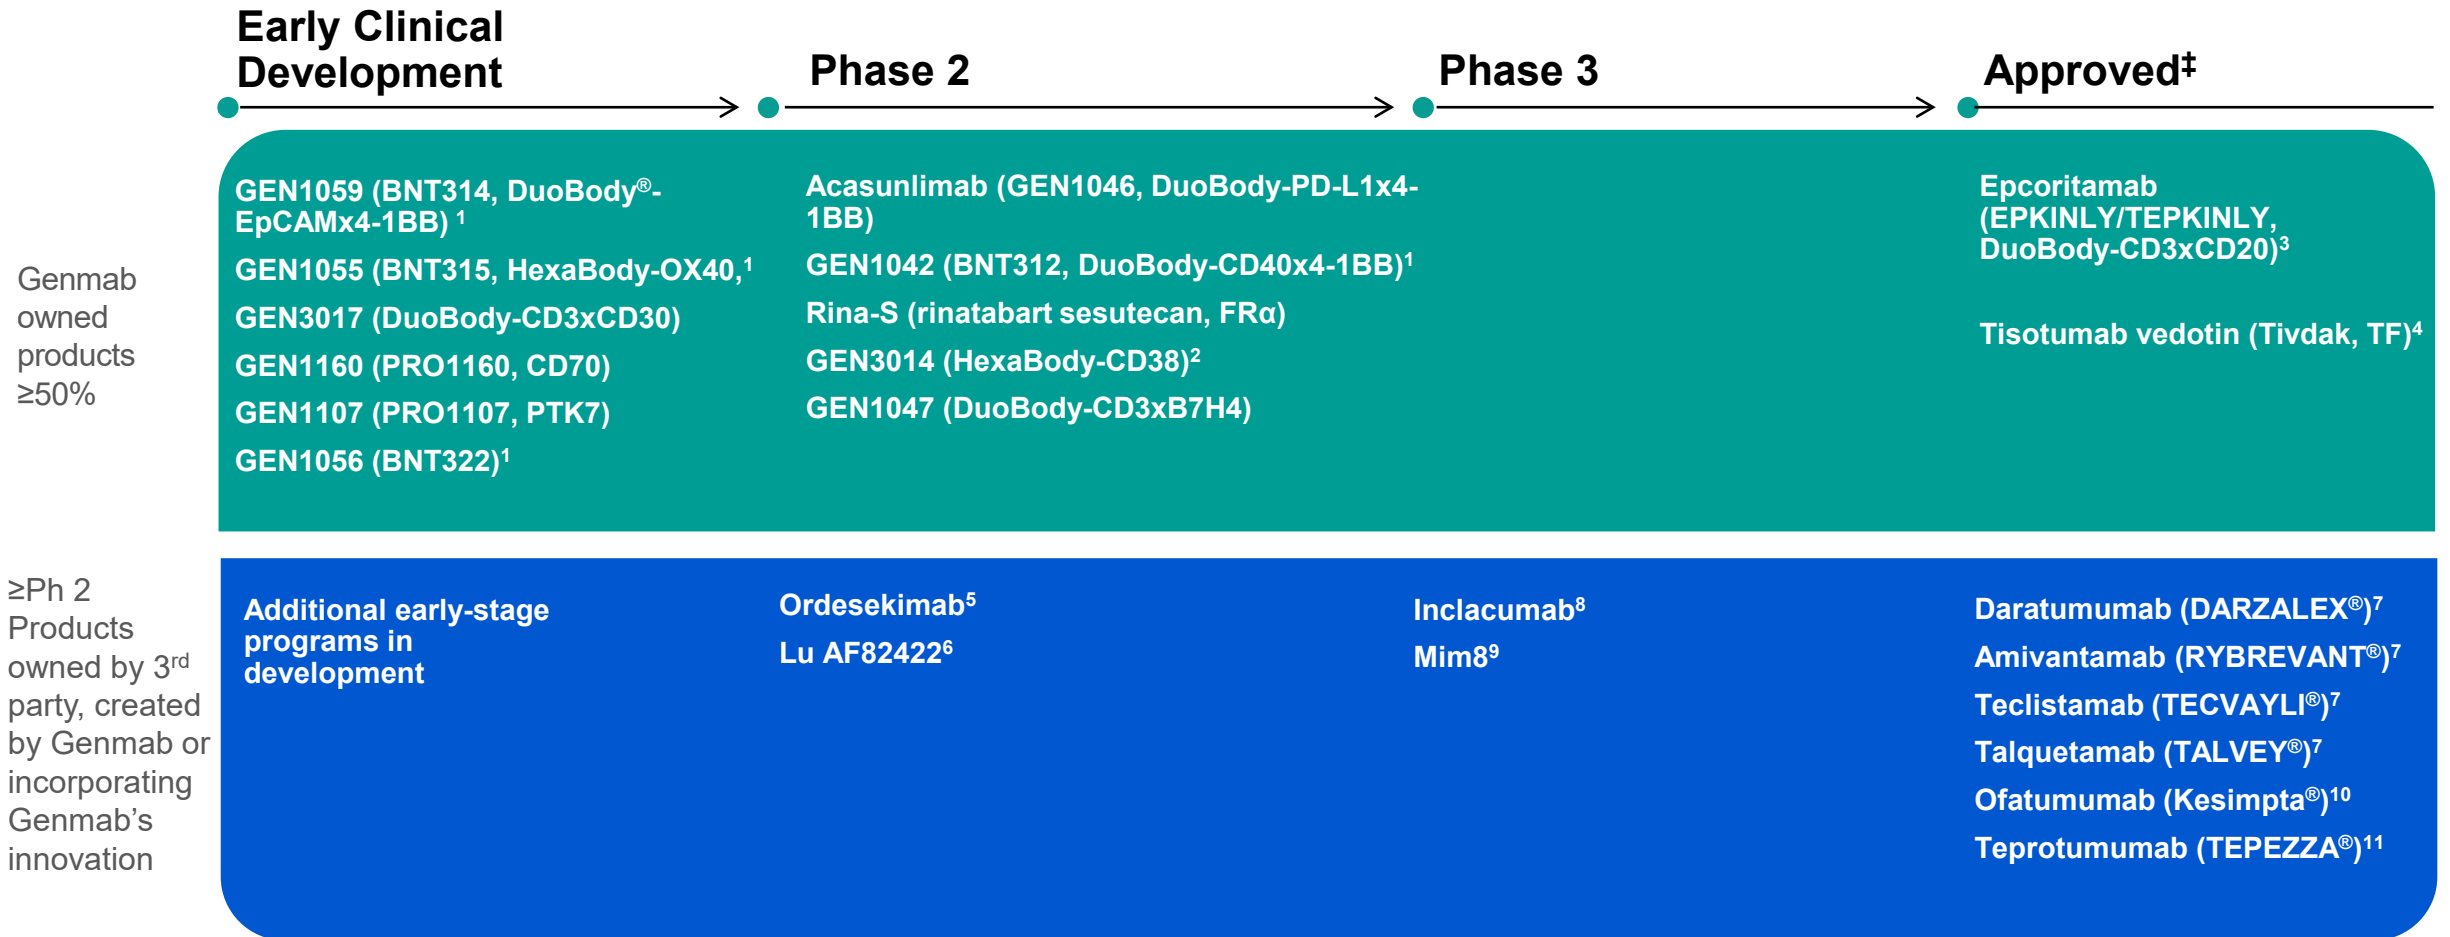 Early Clinical
Development
Phase 2
Phase 3
Approved‡
Genmab
owned
products
≥50%
GEN1059 (BNT314, DuoBody®-
EpCAMx4-1BB) 1
GEN1055 (BNT315, HexaBody-OX40,1
GEN3017 (DuoBody-CD3xCD30)
GEN1160 (PRO1160, CD70)
GEN1107 (PRO1107, PTK7)
GEN1056 (BNT322)1
Acasunlimab (GEN1046, DuoBody-PD-L1x4-
1BB)
GEN1042 (BNT312, DuoBody-CD40x4-1BB)1
Rina-S (rinatabart sesutecan, FRα)
GEN3014 (HexaBody-CD38)2
GEN1047 (DuoBody-CD3xB7H4)
Epcoritamab
(EPKINLY/TEPKINLY,
DuoBody-CD3xCD20)3
Tisotumab vedotin (Tivdak, TF)4
≥Ph 2
Products
owned by 3rd
party, created
by Genmab or
incorporating
Genmab’s
innovation
Additional early-stage
programs in
development
Ordesekimab5
Lu AF824226
Inclacumab8
Mim89
Daratumumab (DARZALEX®)7
Amivantamab (RYBREVANT®)7
Teclistamab (TECVAYLI®)7
Talquetamab (TALVEY®)7
Ofatumumab (Kesimpta®)10
Teprotumumab (TEPEZZA®)11